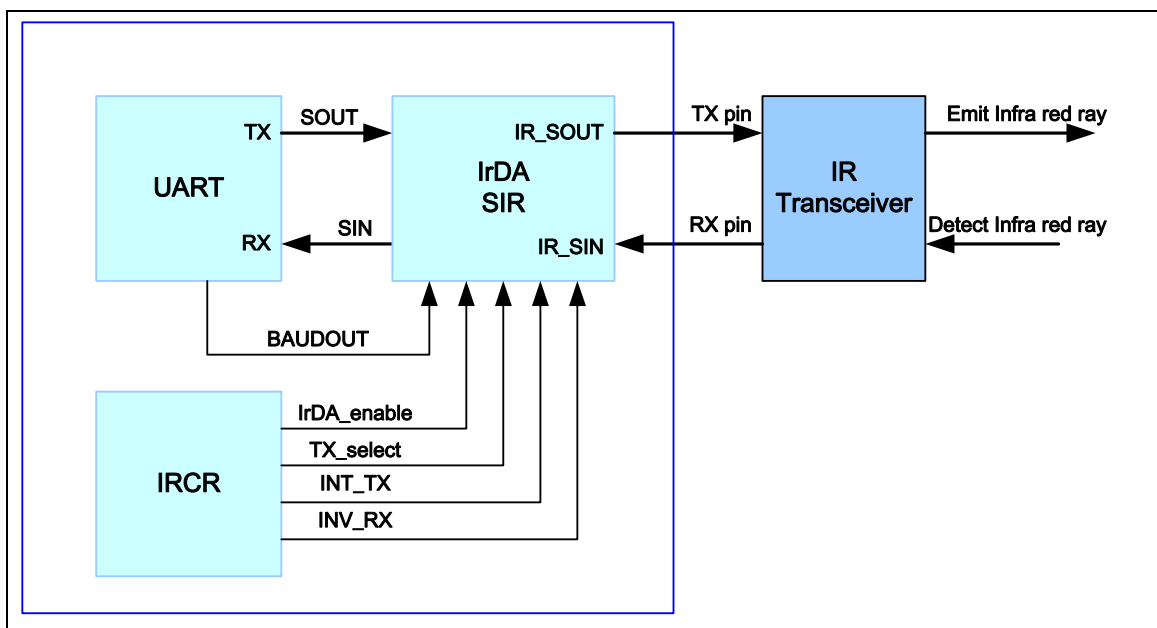 SOUT
TX pin
Emit Infra red ray
TX
IR_SOUT
UART
IrDA
SIR
IR
Transceiver
SIN
RX pin
Detect Infra red ray
RX
IR_SIN
BAUDOUT
IrDA_enable
TX_select
IRCR
INT_TX
INV_RX